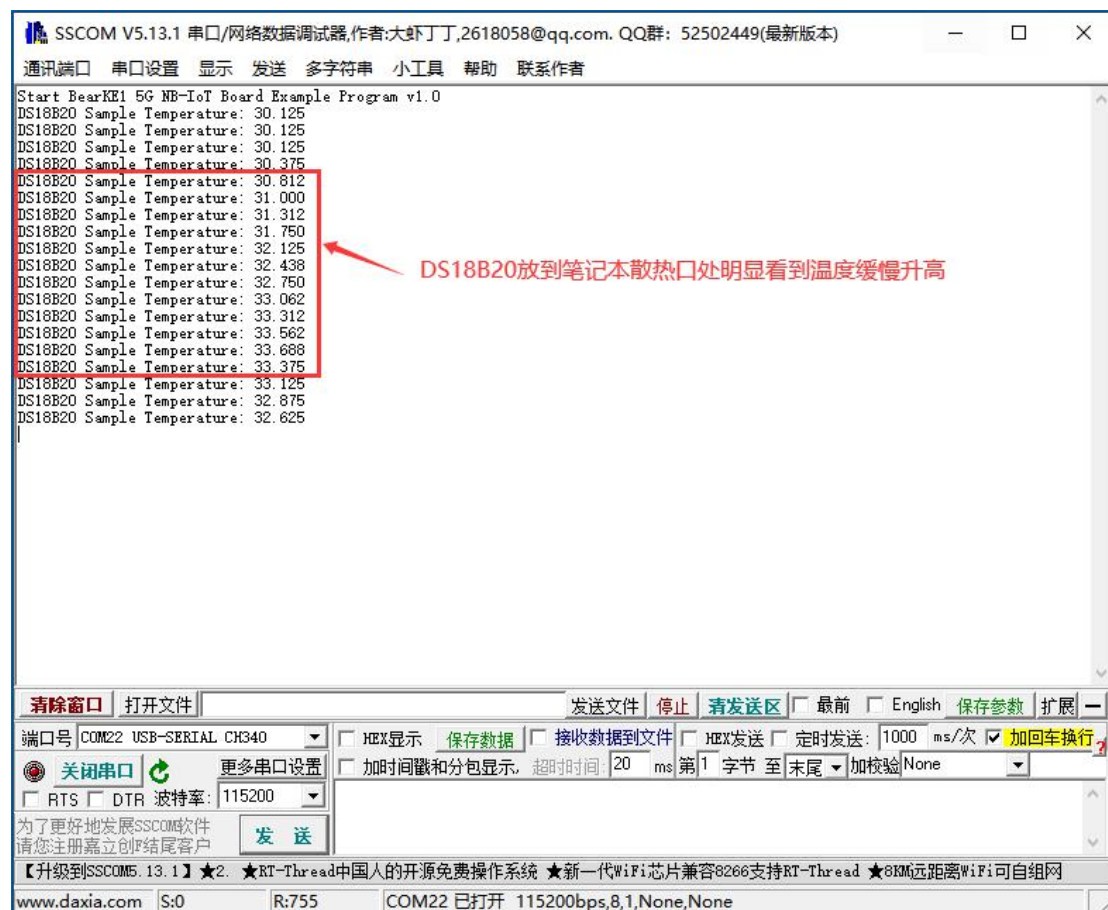 SSCOM V5.13.1 串口/网络数据调试器,作者:大虾丁丁,2618058@qq.com. QQ群: 52502449(最新版本)
通讯端口 串口设置 显示 发送 多字符串 小工具 帮助 联系作者
Start BearKE1 5G NB-IoT Board Example Program v1.0
DS18B20 Sample Temperature: 30.125
DS18B20 Sample Temperature: 30.125
DS18B20 Sample Temperature: 30.125
DS18B20 Sample Temperature: 30.375
DS18B20 Sample Temperature: 30.812
DS18B20 Sample Temperature: 31.000
DS18B20 Sample Temperature: 31.312
DS18B20 Sample Temperature: 31.750
DS18B20 Sample Temperature: 32.125
DS18B20 Sample Temperature: 32.438
DS18B20 Sample Temperature: 32.750
DS18B20 Sample Temperature: 33.062
DS18B20 Sample Temperature: 33.312
DS18B20 Sample Temperature: 33.562
DS18B20 Sample Temperature: 33.688
DS18B20 Sample Temperature: 33.375
DS18B20 Sample Temperature: 33.125
DS18B20 Sample Temperature: 32.875
DS18B20 Sample Temperature: 32.625
DS18B20放到笔记本散热口处明显看到温度缓慢升高
清除窗口 打开文件 发送文件 停止 清发送区 最前 English 保存参数 扩展 —
端口号 COM22 USB-SERIAL CH340 HEX显示 保存数据 接收数据到文件 HEX发送 定时发送: 1000 ms/次 加回车换行 ?
关闭串口 更多串口设置 加时间戳和分包显示, 超时时间: 20 ms 第1 字节 至 末尾 加校验 None
RTS DTR 波特率: 115200
为了更好地发展SSCOM软件
请您注册嘉立创F结尾客户
发 送
【升级到SSCOM5.13.1】★2. ★RT-Thread中国人的开源免费操作系统 ★新一代WiFi芯片兼容8266支持RT-Thread ★8KM远距离WiFi可自组网
www.daxia.com S:0 R:755 COM22 已打开 115200bps,8,1,None,None